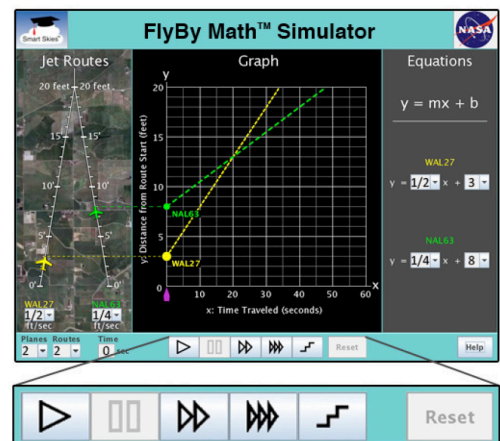 Smart Skies™
FlyBy Math™ Simulator
NASA
Jet Routes
20 feet 20 feet
15' 15'
10' 10'
5' 5'
0' 0'
WAL27 NAL63
1/2 1/4
ft/sec ft/sec
Graph
y
y: Distance from Route Start (feet)
20
15
10
5
0
NAL63
WAL27
10 20 30 40 50 60
x
x: Time Traveled (seconds)
Equations
y = mx + b
WAL27
y = 1/2 x + 3
NAL63
y = 1/4 x + 8
Planes Routes Time
2 2 0 sec
Reset
Help
Reset